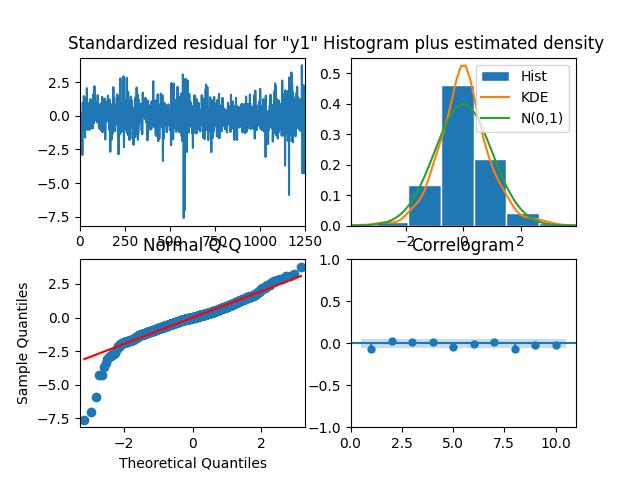 Standardized residual for "y1"
2.5
0.0
−2.5
−5.0
−7.5
0 250 500 750 1000 1250
Histogram plus estimated density
0.5
0.4
0.3
0.2
0.1
0.0
−2 0 2
Hist
KDE
N(0,1)
Normal Q-Q
Sample Quantiles
2.5
0.0
−2.5
−5.0
−7.5
−2 0 2
Theoretical Quantiles
Correlogram
1.0
0.5
0.0
−0.5
−1.0
0.0 2.5 5.0 7.5 10.0